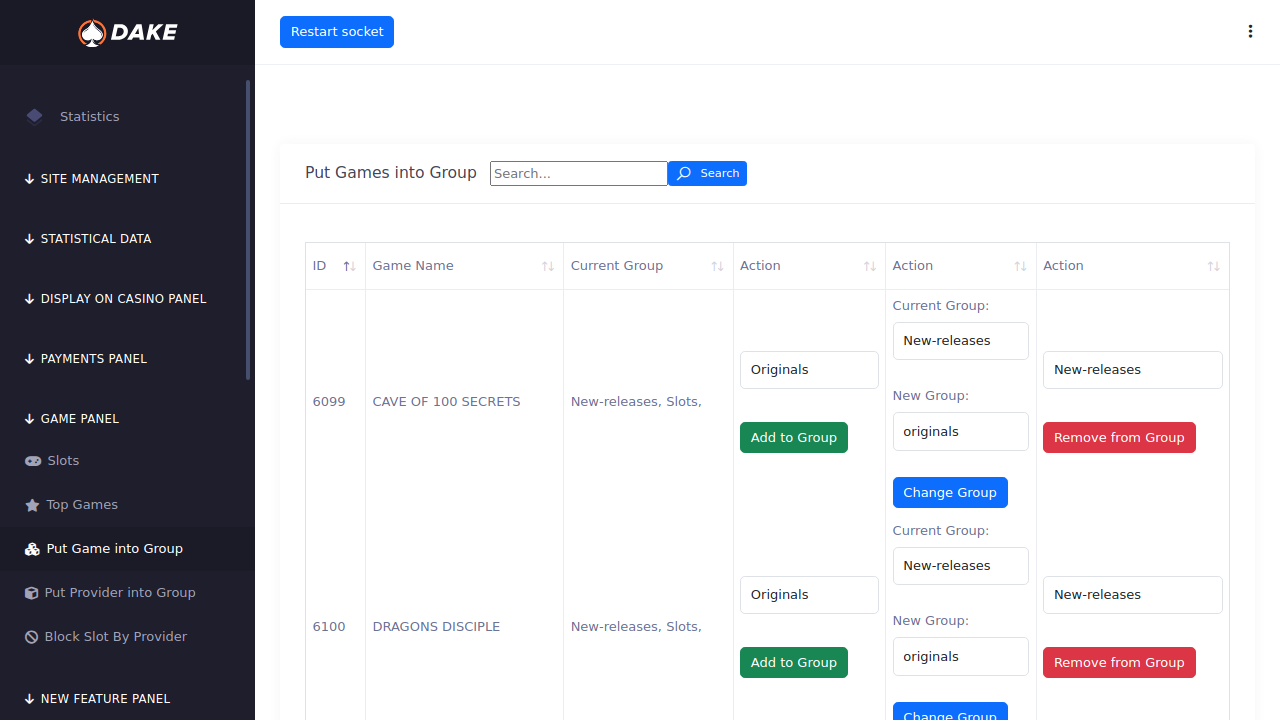 DAKE
Restart socket
Statistics
SITE MANAGEMENT
STATISTICAL DATA
DISPLAY ON CASINO PANEL
PAYMENTS PANEL
GAME PANEL
Slots
Top Games
Put Game into Group
Put Provider into Group
Block Slot By Provider
NEW FEATURE PANEL
Put Games into Group Search... Search
ID Game Name Current Group Action Action Action
6099 CAVE OF 100 SECRETS New-releases, Slots,
Originals
Add to Group
Current Group:
New-releases
New Group:
originals
Change Group
New-releases
Remove from Group
6100 DRAGONS DISCIPLE New-releases, Slots,
Originals
Add to Group
Current Group:
New-releases
New Group:
originals
Change Group
New-releases
Remove from Group